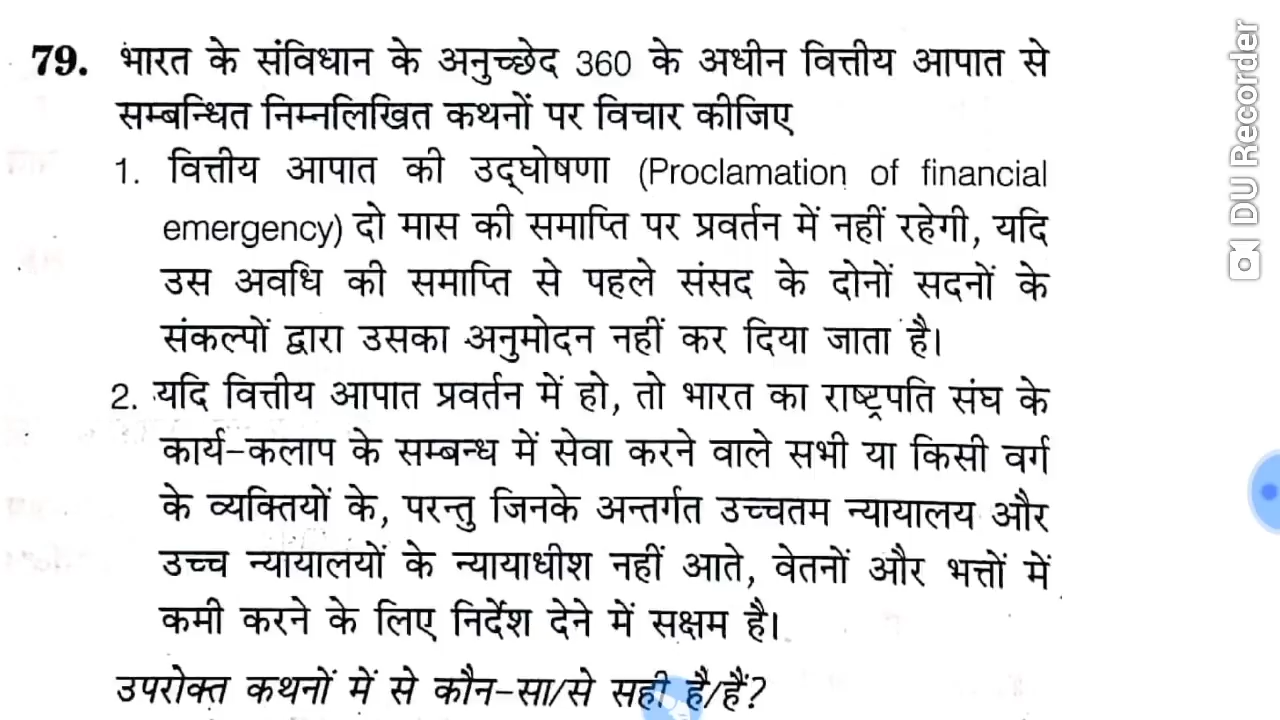 79. भारत के संविधान के अनुच्छेद 360 के अधीन वित्तीय आपात से
सम्बन्धित निम्नलिखित कथनों पर विचार कीजिए
1. वित्तीय आपात की उद्घोषणा (Proclamation of financial
emergency) दो मास की समाप्ति पर प्रवर्तन में नहीं रहेगी, यदि
उस अवधि की समाप्ति से पहले संसद के दोनों सदनों के
संकल्पों द्वारा उसका अनुमोदन नहीं कर दिया जाता है।
2. यदि वित्तीय आपात प्रवर्तन में हो, तो भारत का राष्ट्रपति संघ के
कार्य-कलाप के सम्बन्ध में सेवा करने वाले सभी या किसी वर्ग
के व्यक्तियों के, परन्तु जिनके अन्तर्गत उच्चतम न्यायालय और
उच्च न्यायालयों के न्यायाधीश नहीं आते, वेतनों और भत्तों में
कमी करने के लिए निर्देश देने में सक्षम है।
उपरोक्त कथनों में से कौन-सा/से सही है/हैं?
DU Recorder